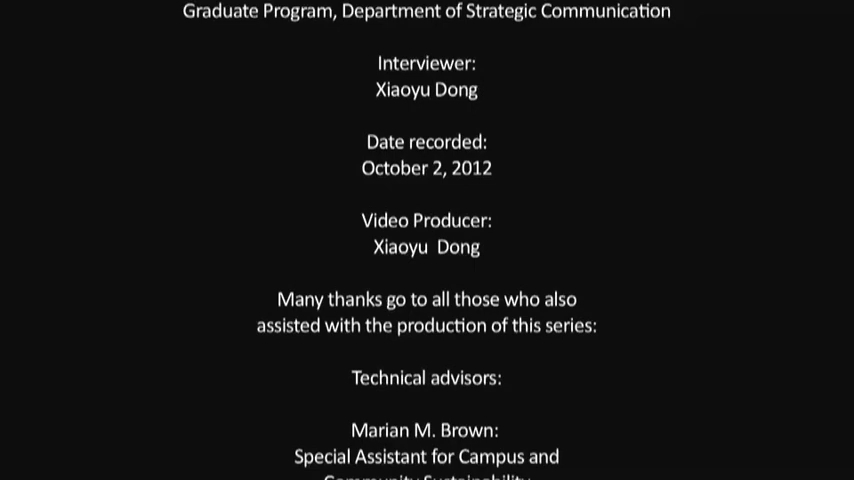 Graduate Program, Department of Strategic Communication
Interviewer:
Xiaoyu Dong
Date recorded:
October 2, 2012
Video Producer:
Xiaoyu Dong
Many thanks go to all those who also
assisted with the production of this series:
Technical advisors:
Marian M. Brown:
Special Assistant for Campus and
Community Sustainability